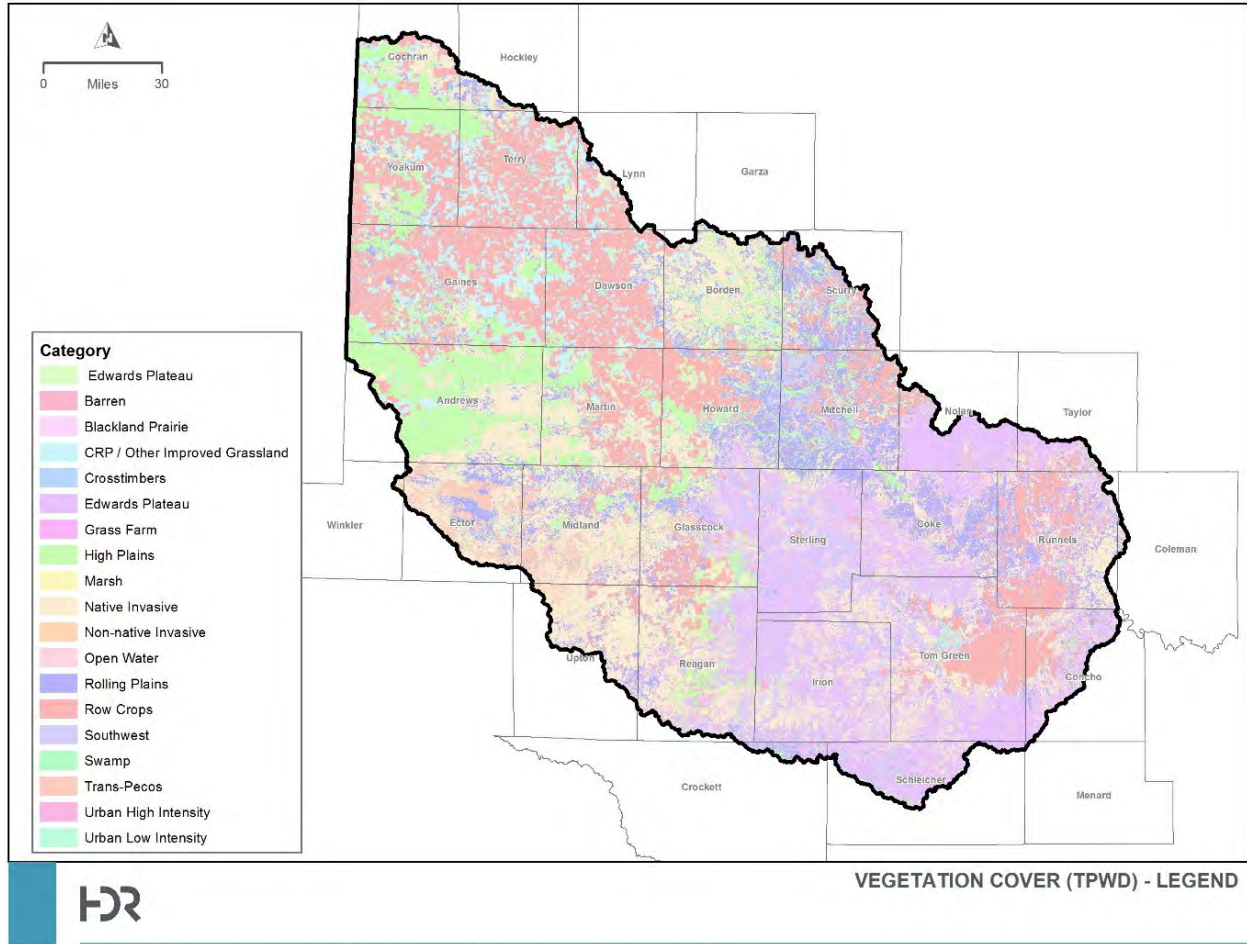 Cochran
Hockley
0 Miles 30
Yoakum
Terry
Lynn
Garza
Gaines
Dawson
Borden
Scurry
Andrews
Martin
Howard
Mitchell
Nolan
Taylor
Winkler
Ector
Midland
Glasscock
Sterling
Coke
Runnels
Coleman
Upton
Reagan
Irion
Tom Green
Concho
Crockett
Schleicher
Menard
Category
Edwards Plateau
Barren
Blackland Prairie
CRP / Other Improved Grassland
Crosstimbers
Edwards Plateau
Grass Farm
High Plains
Marsh
Native Invasive
Non-native Invasive
Open Water
Rolling Plains
Row Crops
Southwest
Swamp
Trans-Pecos
Urban High Intensity
Urban Low Intensity
HDR
VEGETATION COVER (TPWD) - LEGEND